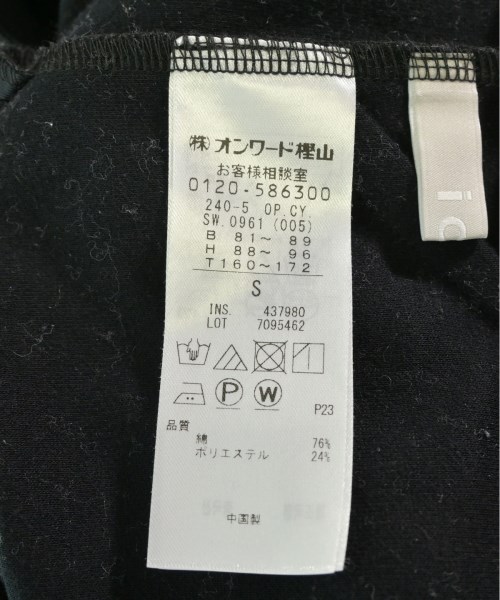 ㈱オンワード樫山
お客様相談室
0120-586300
240-5 OP.CY.
SW.0961 (005)
B 81～ 89
H 88～ 96
T 160～172
S
INS. 437980
LOT 7095462
P W
P23
品質
綿 76%
ポリエステル 24%
中国製